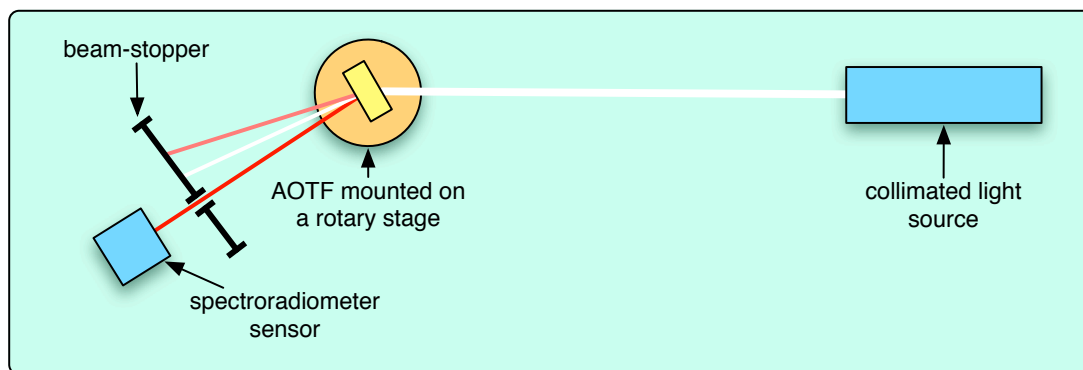 beam-stopper
AOTF mounted on
a rotary stage
collimated light
source
spectroradiometer
sensor